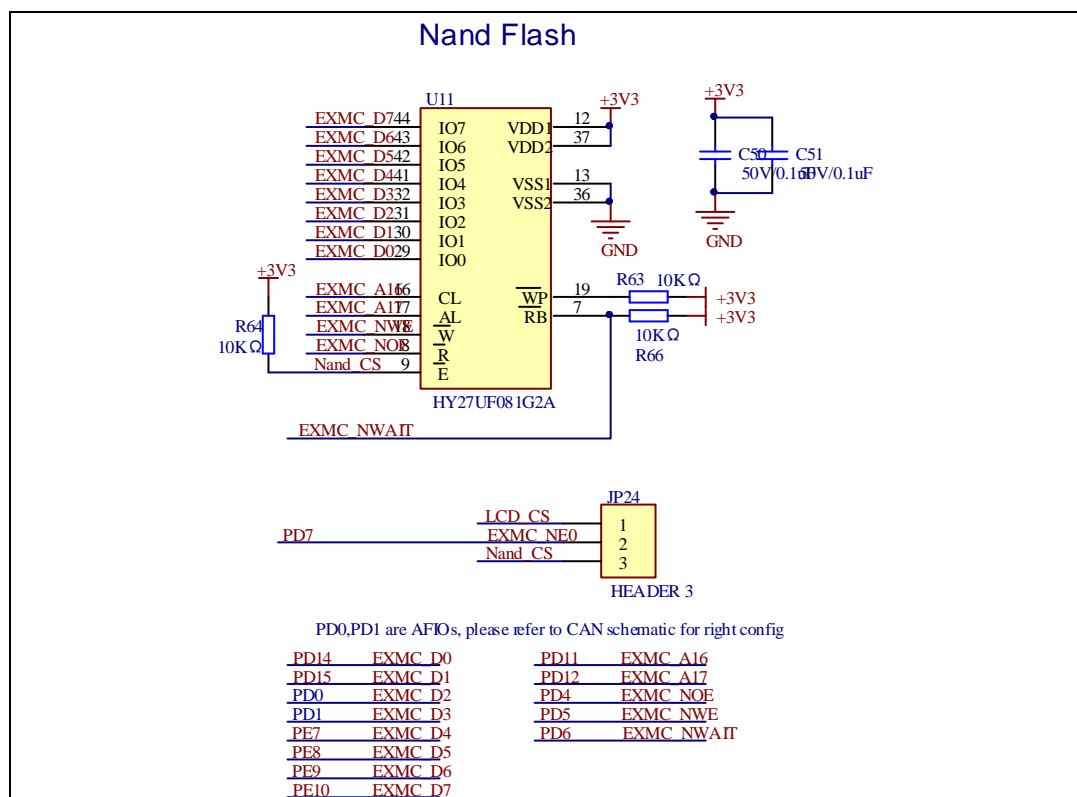 Nand Flash
U11
+3V3
+3V3
EXMC_D7 44 IO7 VDD1 12
EXMC_D6 43 IO6 VDD2 37
EXMC_D5 42 IO5
EXMC_D4 41 IO4 VSS1 13
EXMC_D3 32 IO3 VSS2 36
EXMC_D2 31 IO2
EXMC_D1 30 IO1
EXMC_D0 29 IO0
GND
C50 C51
50V/0.1uF 50V/0.1uF
GND
+3V3
R64
10KΩ
EXMC_A16 16 CL WP 19 R63 10KΩ +3V3
EXMC_A17 17 AL RB 7 10KΩ +3V3
R66
EXMC_NWE 18 W
EXMC_NOE 8 R
Nand_CS 9 E
HY27UF081G2A
EXMC_NWAIT
JP24
LCD_CS 1
PD7 EXMC_NE0 2
Nand_CS 3
HEADER 3
PD0,PD1 are AFIOs, please refer to CAN schematic for right config
PD14 EXMC_D0
PD15 EXMC_D1
PD0 EXMC_D2
PD1 EXMC_D3
PE7 EXMC_D4
PE8 EXMC_D5
PE9 EXMC_D6
PE10 EXMC_D7
PD11 EXMC_A16
PD12 EXMC_A17
PD4 EXMC_NOE
PD5 EXMC_NWE
PD6 EXMC_NWAIT